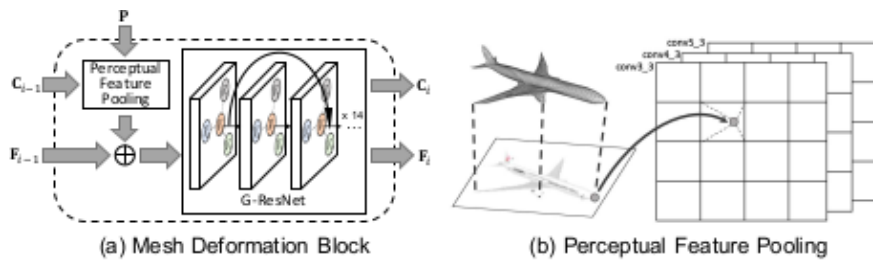 P
C_{i-1}
Perceptual
Feature
Pooling
F_{i-1}
x 14
...
G-ResNet
C_i
F_i
(a) Mesh Deformation Block
conv5_3
conv4_3
conv3_3
(b) Perceptual Feature Pooling